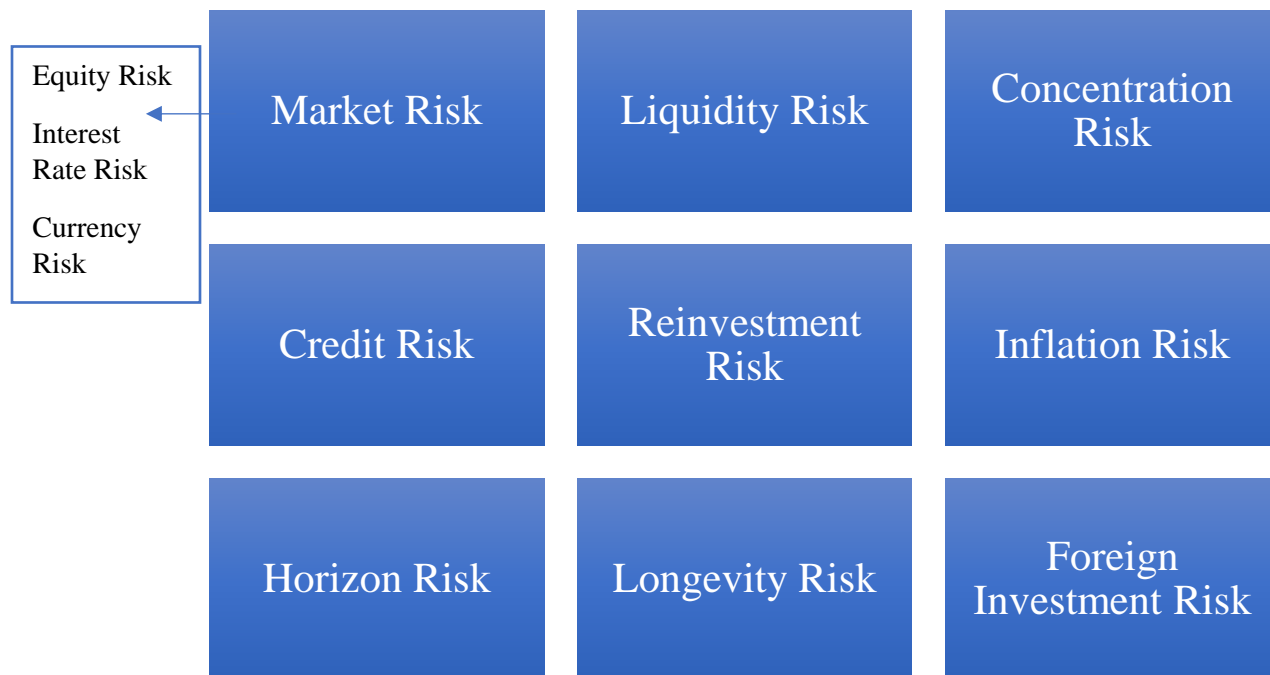 Equity Risk
Interest
Rate Risk
Currency
Risk
Market Risk
Liquidity Risk
Concentration
Risk
Credit Risk
Reinvestment
Risk
Inflation Risk
Horizon Risk
Longevity Risk
Foreign
Investment Risk